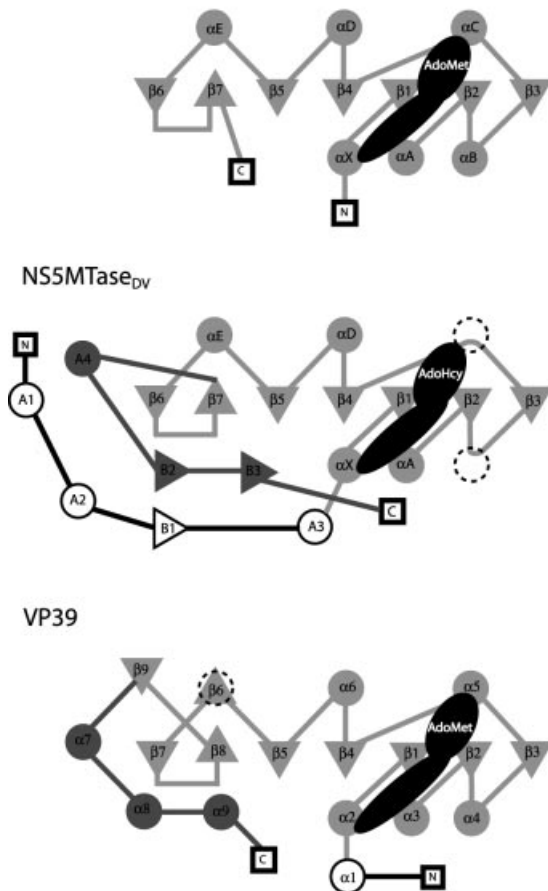 αE αD αC
AdoMet
β6 β7 β5 β4 β1 β2 β3
αX αA αB
C
N
NS5MTaseDV
N A4 αE αD
AdoHcy
A1 β6 β7 β5 β4 β1 β2 β3
B2 B3 αX αA
A2 B1 A3 C
VP39
β9 β6 α6 α5
AdoMet
α7 β7 β8 β5 β4 β1 β2 β3
α8 α9 α2 α3 α4
C α1 N